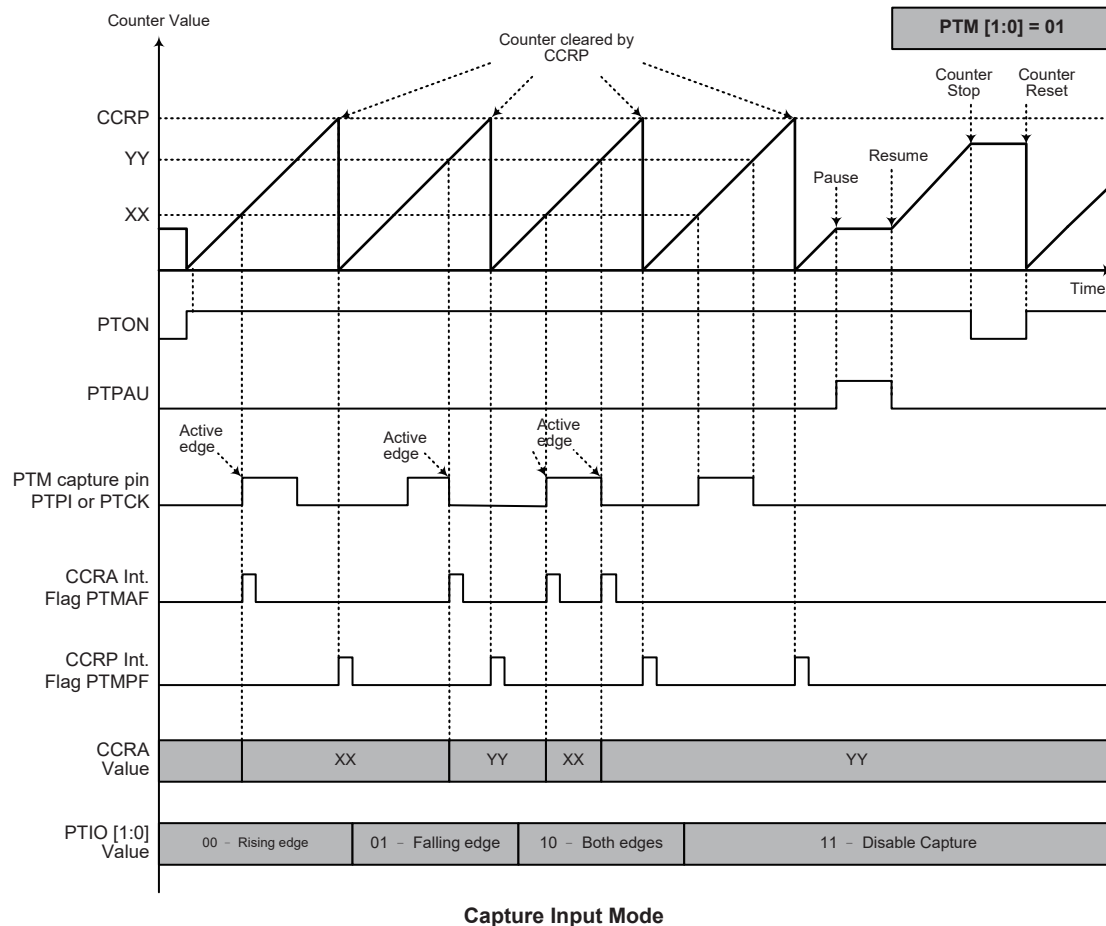 Counter Value
PTM [1:0] = 01
Counter cleared by
CCRP
Counter
Stop
Counter
Reset
CCRP
YY
XX
Pause
Resume
Time
PTON
PTPAU
Active
edge
Active
edge
Active
edge
PTM capture pin
PTPI or PTCK
CCRA Int.
Flag PTMAF
CCRP Int.
Flag PTMPF
CCRA
Value
XX
YY
XX
YY
PTIO [1:0]
Value
00 – Rising edge
01 – Falling edge
10 – Both edges
11 – Disable Capture
Capture Input Mode